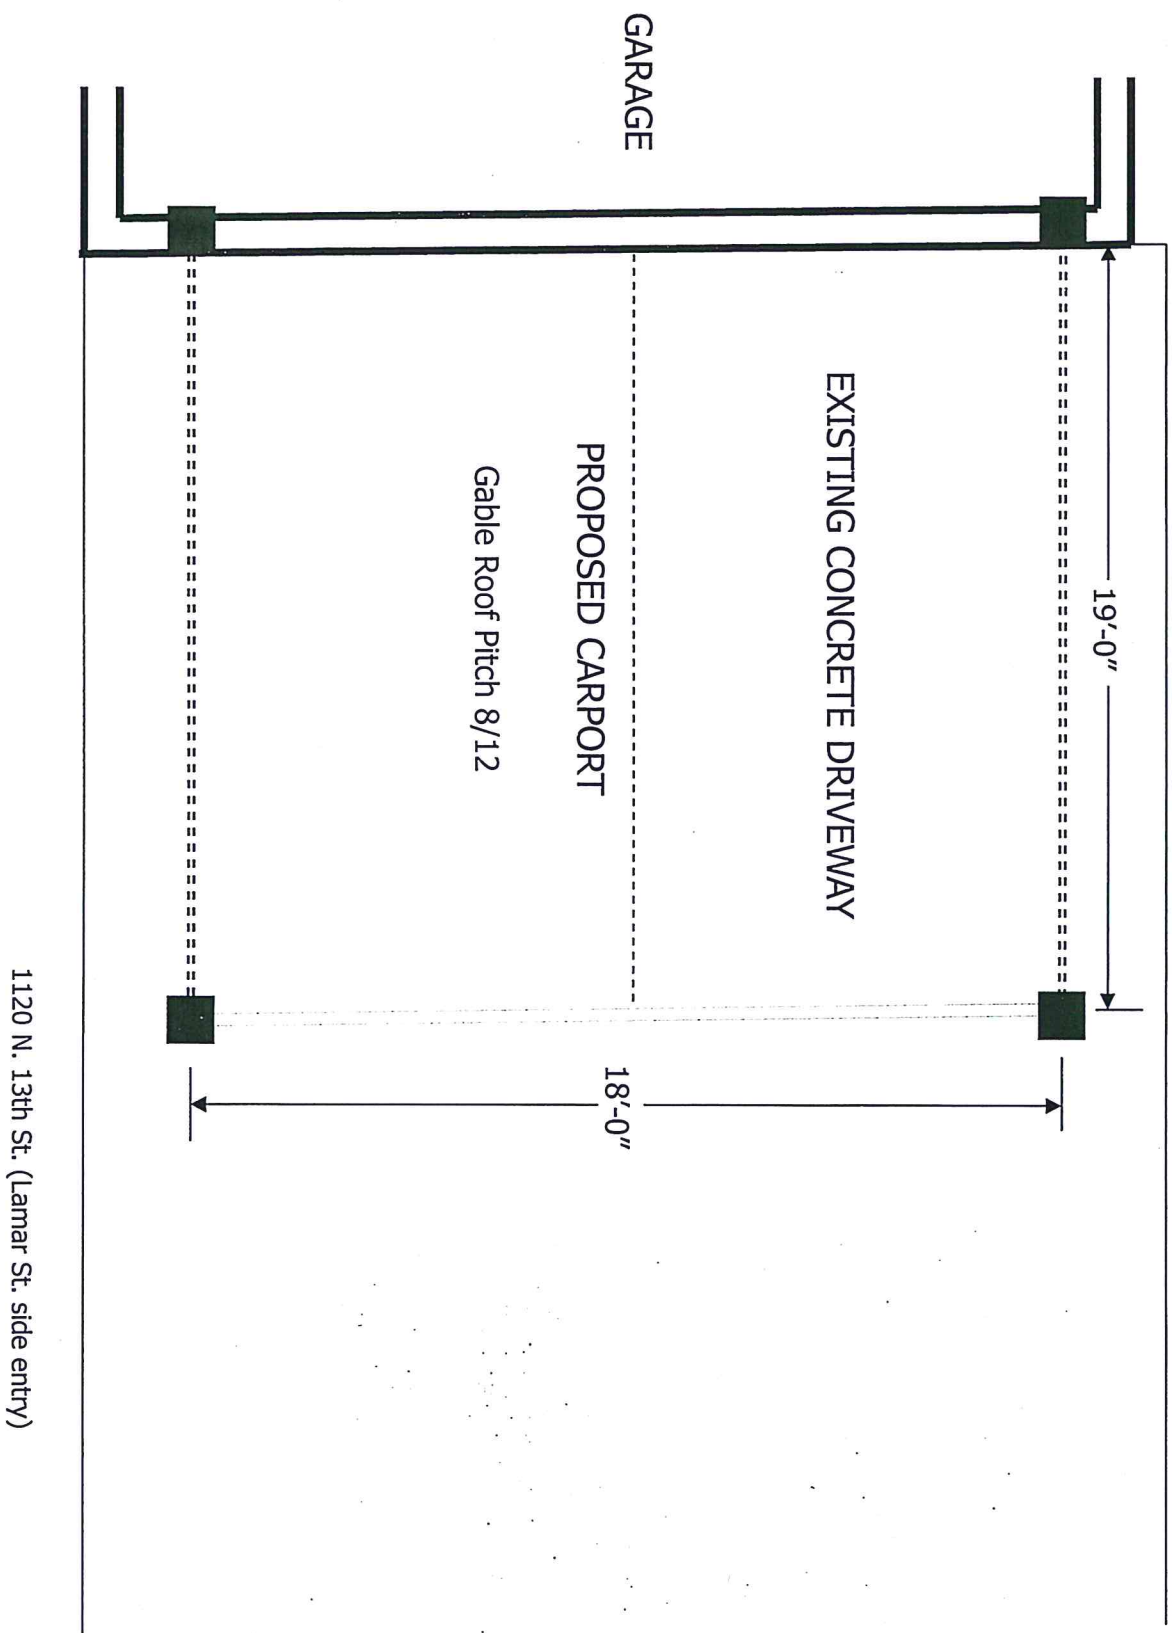 19′-0″
EXISTING CONCRETE DRIVEWAY
GARAGE
18′-0″
PROPOSED CARPORT
Gable Roof Pitch 8/12
1120 N. 13th St. (Lamar St. side entry)